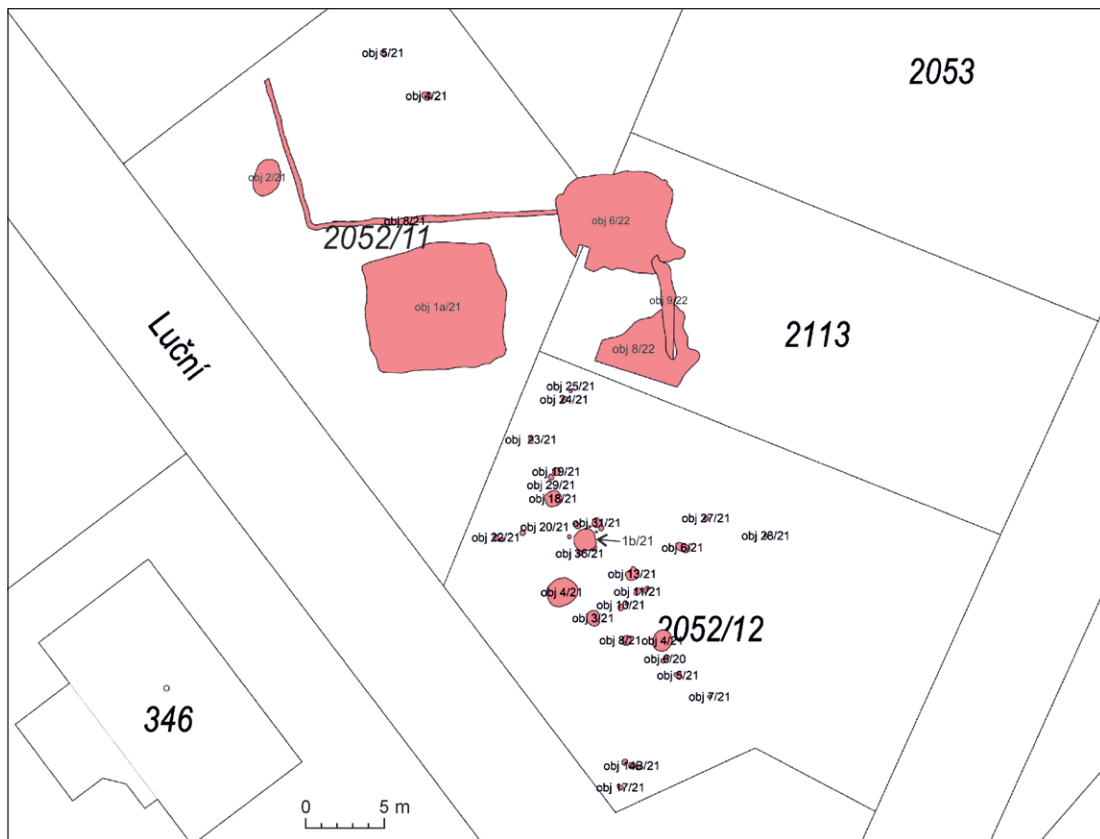 obj 5/21
2053
obj 4/21
obj 2/21
obj 8/21
obj 6/22
2052/11
obj 9/22
obj 1a/21
Luční
2113
obj 8/22
obj 25/21
obj 24/21
obj 23/21
obj 19/21
obj 29/21
obj 18/21
obj 27/21
obj 31/21
obj 20/21
obj 22/21
1b/21
obj 28/21
obj 6/21
obj 36/21
obj 13/21
obj 4/21
obj 11/21
obj 10/21
obj 3/21
2052/12
obj 8/21
obj 4/21
obj 6/20
obj 5/21
obj 7/21
346
obj 17/21
0
5 m